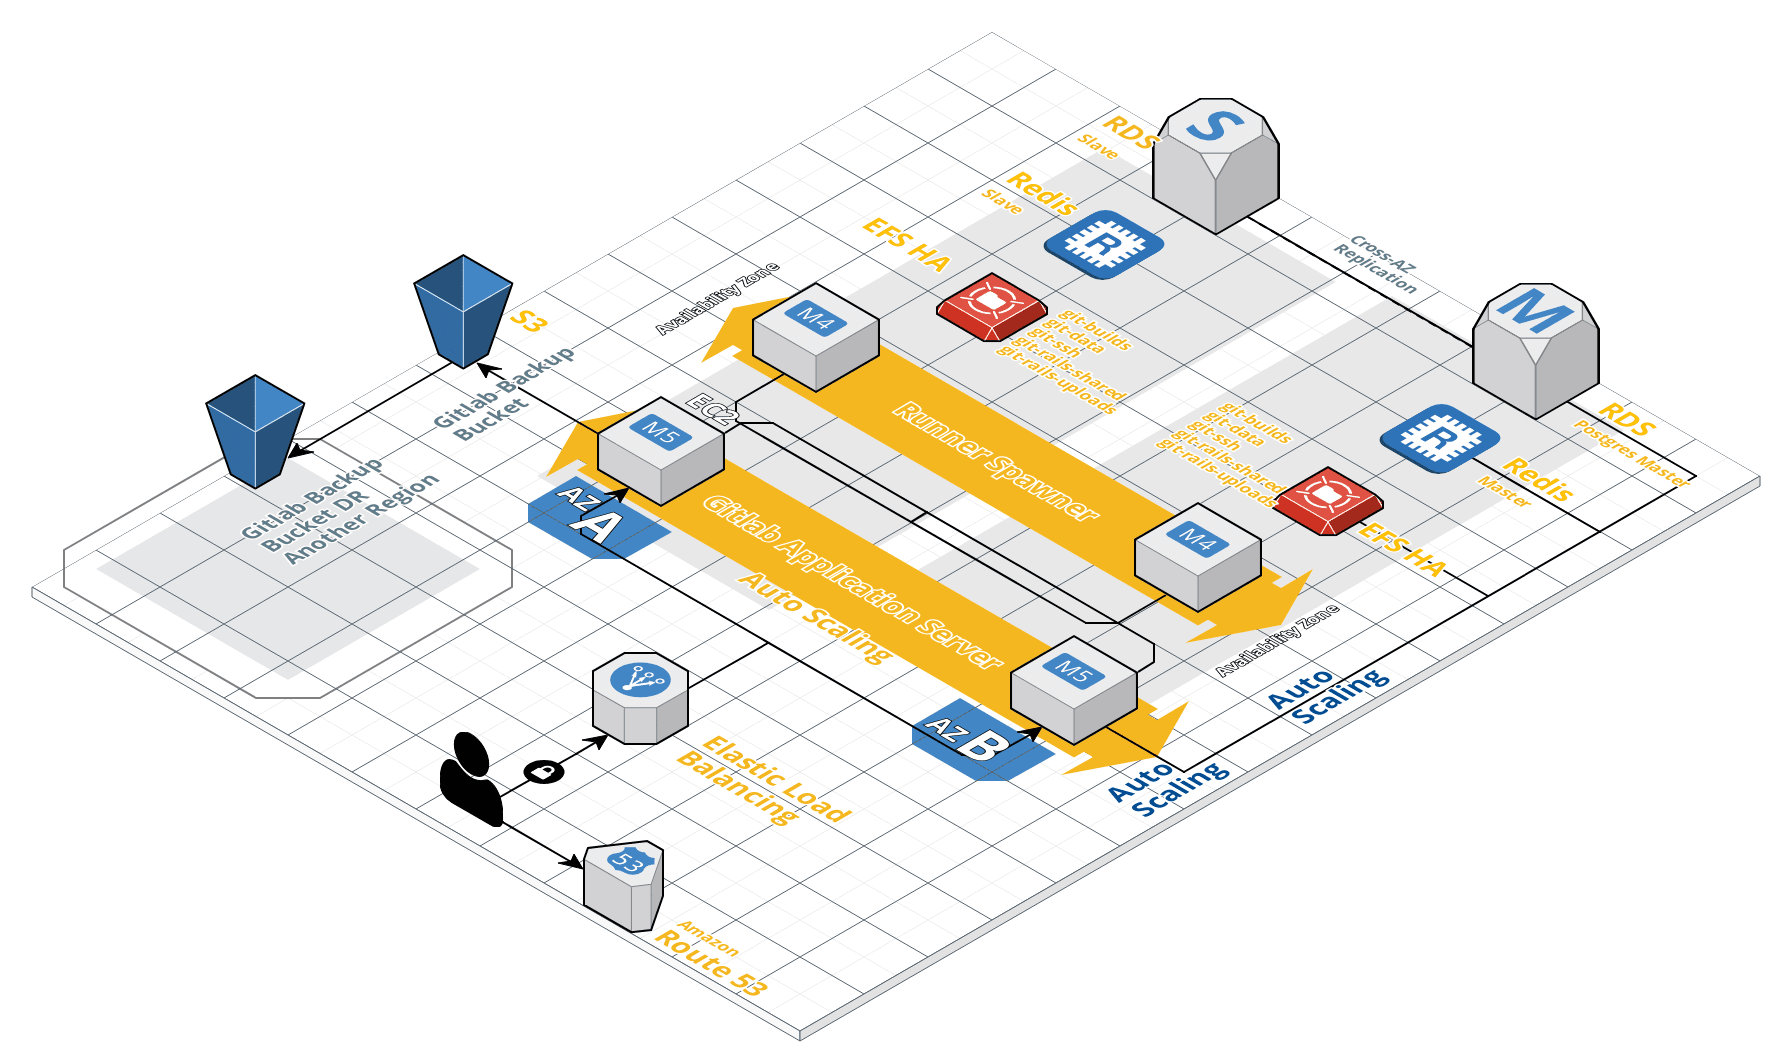 S
RDS
Slave
Redis
Slave
R
EFS HA
Cross-AZ
Replication
Availability Zone
M4
git-builds
git-data
git-ssh
git-rails-shared
git-rails-uploads
M
S3
Gitlab-Backup
Bucket
EC2
M5
Runner Spawner
git-builds
git-data
git-ssh
git-rails-shared
git-rails-uploads
R
RDS
Postgres Master
Redis
Master
EFS HA
Gitlab-Backup
Bucket DR
Another Region
AZ A
Gitlab Application Server
Auto Scaling
M4
Availability Zone
M5
Auto
Scaling
AZ B
Auto
Scaling
Elastic Load
Balancing
53
Amazon
Route 53